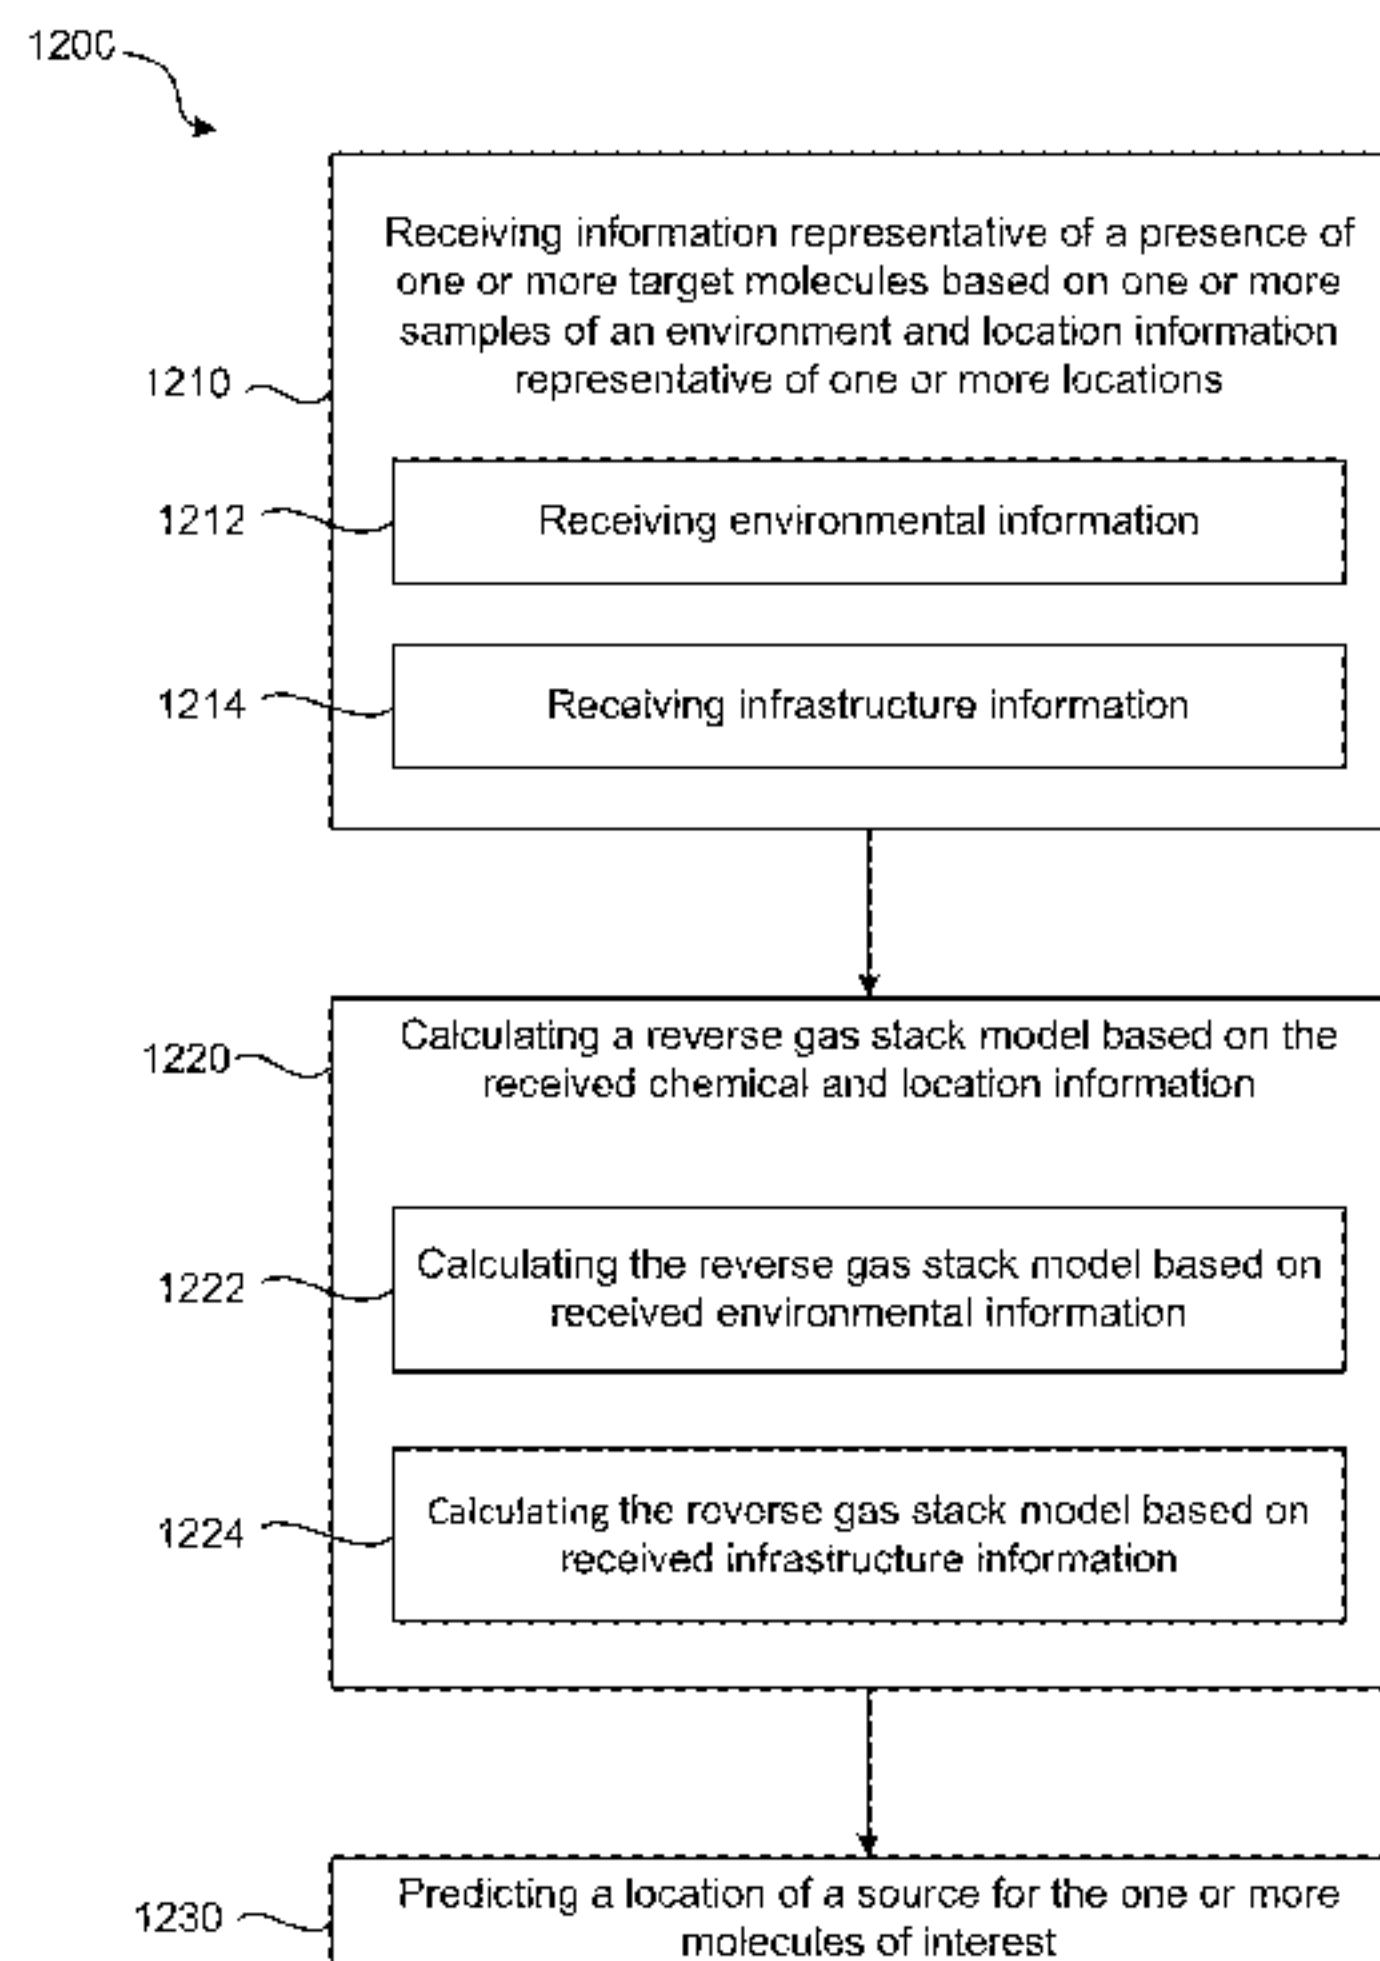 1200
Receiving information representative of a presence of
one or more target molecules based on one or more
samples of an environment and location information
representative of one or more locations
1210
1212
Receiving environmental information
1214
Receiving infrastructure information
1220
Calculating a reverse gas stack model based on the
received chemical and location information
1222
Calculating the reverse gas stack model based on
received environmental information
1224
Calculating the reverse gas stack model based on
received infrastructure information
1230
Predicting a location of a source for the one or more
molecules of interest